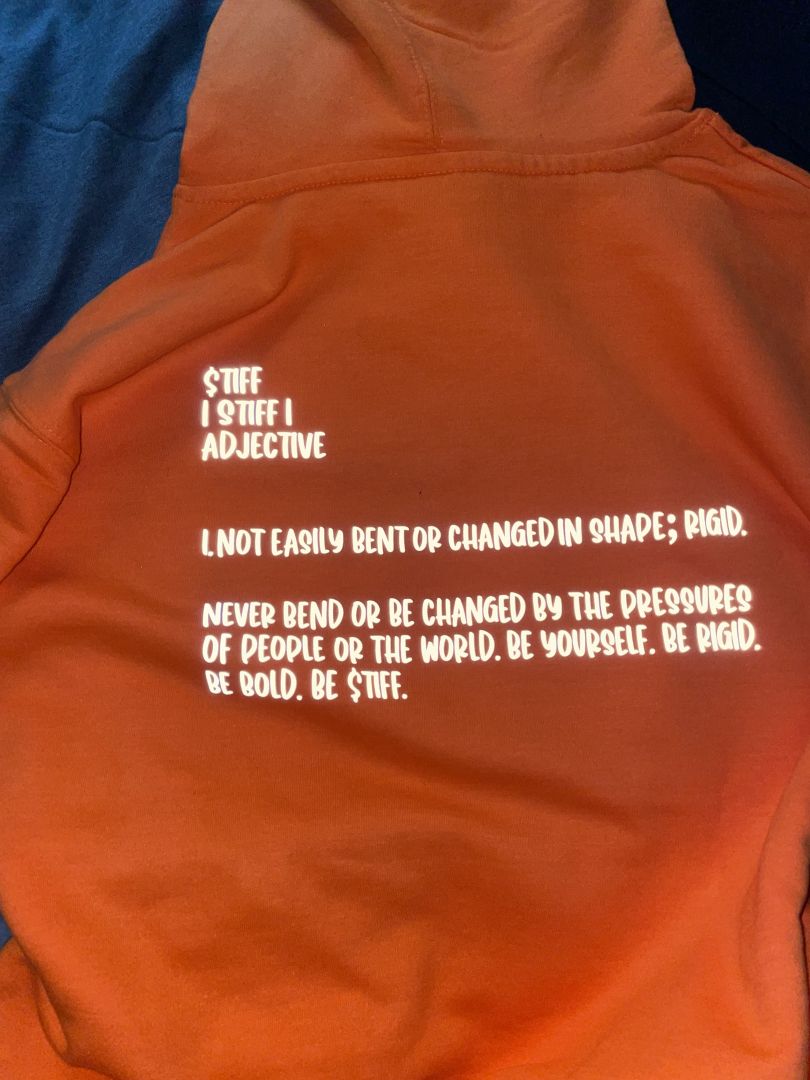 $TIFF
| STIFF |
ADJECTIVE
1. NOT EASILY BENT OR CHANGED IN SHAPE; RIGID.
NEVER BEND OR BE CHANGED BY THE PRESSURES
OF PEOPLE OR THE WORLD. BE YOURSELF. BE RIGID.
BE BOLD. BE $TIFF.